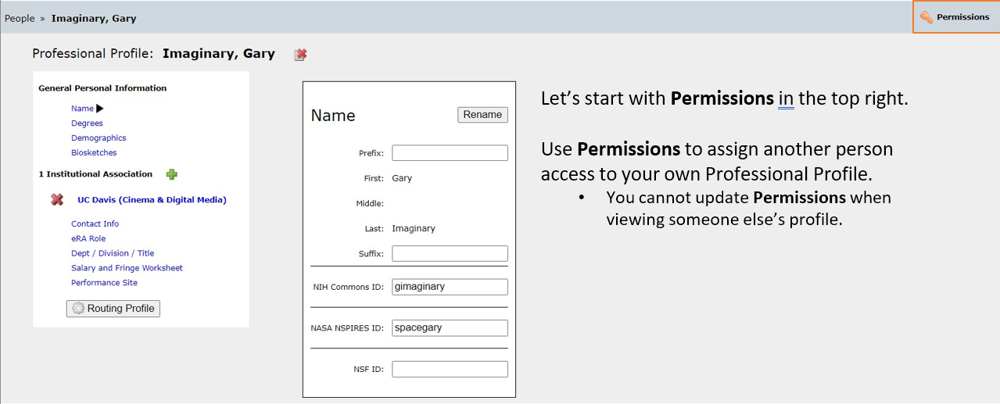 People » Imaginary, Gary
Permissions
Professional Profile: Imaginary, Gary
General Personal Information
Name
Degrees
Demographics
Biosketches
1 Institutional Association
UC Davis (Cinema & Digital Media)
Contact Info
eRA Role
Dept / Division / Title
Salary and Fringe Worksheet
Performance Site
Routing Profile
Name
Rename
Prefix:
First: Gary
Middle:
Last: Imaginary
Suffix:
NIH Commons ID: gimaginary
NASA NSPIRES ID: spacegary
NSF ID:
Let’s start with Permissions in the top right.
Use Permissions to assign another person
access to your own Professional Profile.
• You cannot update Permissions when
viewing someone else’s profile.